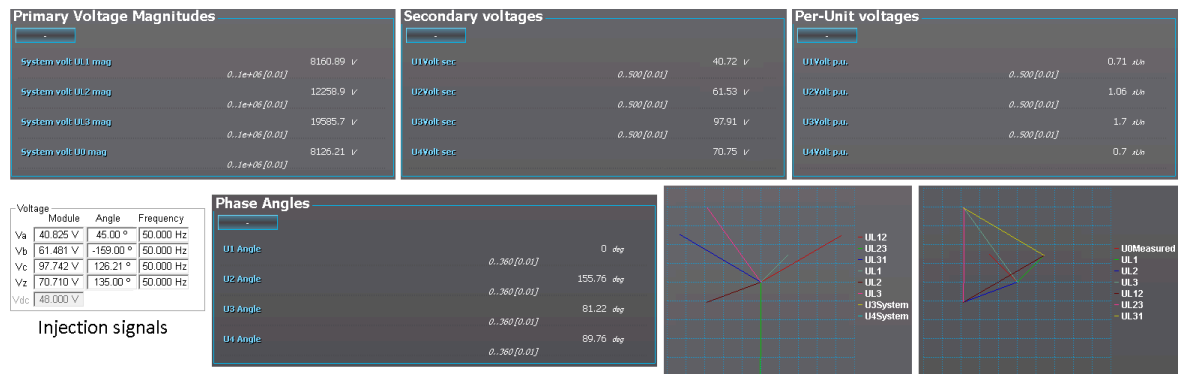 Primary Voltage Magnitudes
-
System volt UL1 mag 8160.89 V
0..1e+06 [0.01]
System volt UL2 mag 12258.9 V
0..1e+06 [0.01]
System volt UL3 mag 19585.7 V
0..1e+06 [0.01]
System volt U0 mag 8126.21 V
0..1e+06 [0.01]
Secondary voltages
-
U1Volt sec 40.72 V
0..500 [0.01]
U2Volt sec 61.53 V
0..500 [0.01]
U3Volt sec 97.91 V
0..500 [0.01]
U4Volt sec 70.75 V
Per-Unit voltages
-
U1Volt p.u. 0.71 xUn
0..500 [0.01]
U2Volt p.u. 1.06 xUn
0..500 [0.01]
U3Volt p.u. 1.7 xUn
0..500 [0.01]
U4Volt p.u. 0.7 xUn
Voltage
Module Angle Frequency
Va 40.825 V 45.00 º 50.000 Hz
Vb 61.481 V -159.00 º 50.000 Hz
Vc 97.742 V 126.21 º 50.000 Hz
Vz 70.710 V 135.00 º 50.000 Hz
Vdc 48.000 V
Injection signals
Phase Angles
-
U1 Angle 0 deg
0..360 [0.01]
U2 Angle 155.76 deg
0..360 [0.01]
U3 Angle 81.22 deg
0..360 [0.01]
U4 Angle 89.76 deg
0..360 [0.01]
UL12
UL23
UL31
UL1
UL2
UL3
U3System
U4System
U0Measured
UL1
UL2
UL3
UL12
UL23
UL31